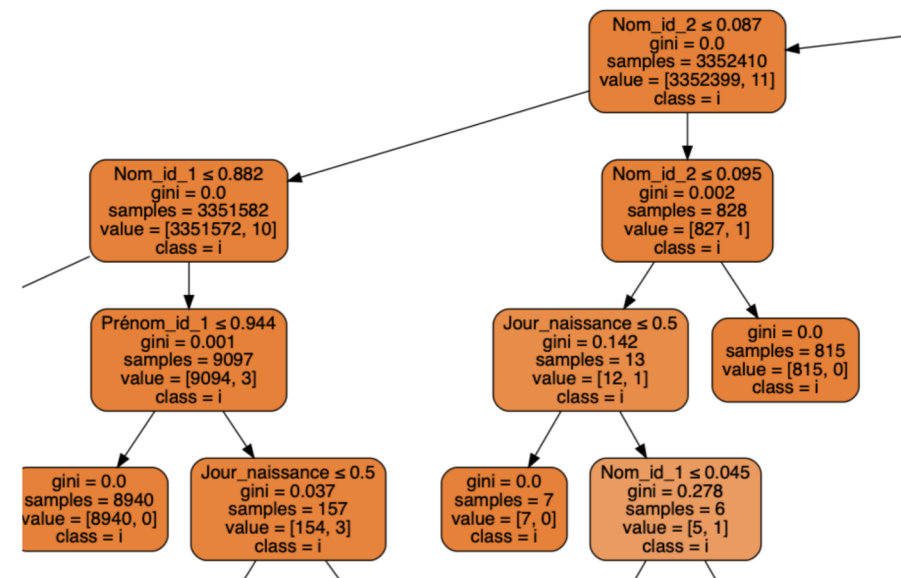 Nom_id_2 ≤ 0.087
gini = 0.0
samples = 3352410
value = [3352399, 11]
class = i
Nom_id_1 ≤ 0.882
gini = 0.0
samples = 3351582
value = [3351572, 10]
class = i
Nom_id_2 ≤ 0.095
gini = 0.002
samples = 828
value = [827, 1]
class = i
Prénom_id_1 ≤ 0.944
gini = 0.001
samples = 9097
value = [9094, 3]
class = i
Jour_naissance ≤ 0.5
gini = 0.142
samples = 13
value = [12, 1]
class = i
gini = 0.0
samples = 815
value = [815, 0]
class = i
gini = 0.0
samples = 8940
value = [8940, 0]
class = i
Jour_naissance ≤ 0.5
gini = 0.037
samples = 157
value = [154, 3]
class = i
gini = 0.0
samples = 7
value = [7, 0]
class = i
Nom_id_1 ≤ 0.045
gini = 0.278
samples = 6
value = [5, 1]
class = i